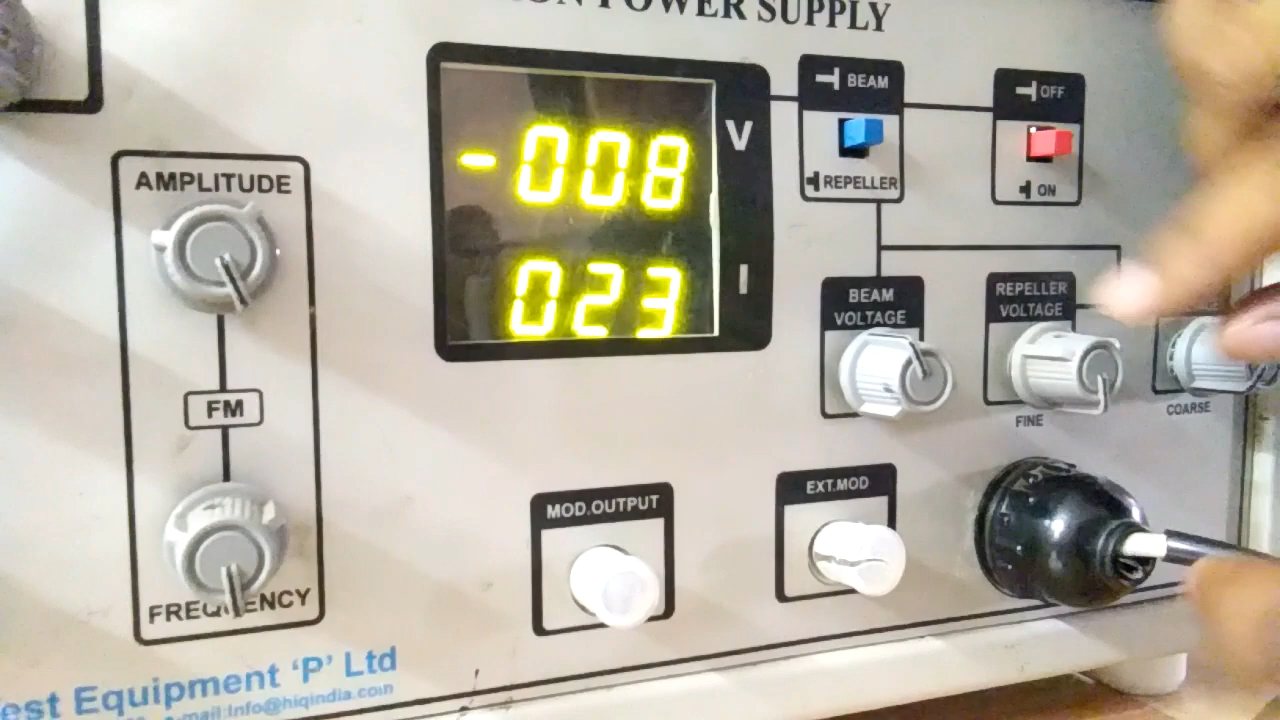 POWER SUPPLY
BEAM
OFF
V
-008
REPELLER
ON
AMPLITUDE
I
023
BEAM
VOLTAGE
REPELLER
VOLTAGE
FINE
COARSE
FM
MOD.OUTPUT
EXT.MOD
FREQUENCY
Equipment ‘P’ Ltd
e-mail:Info@hiqindia.com